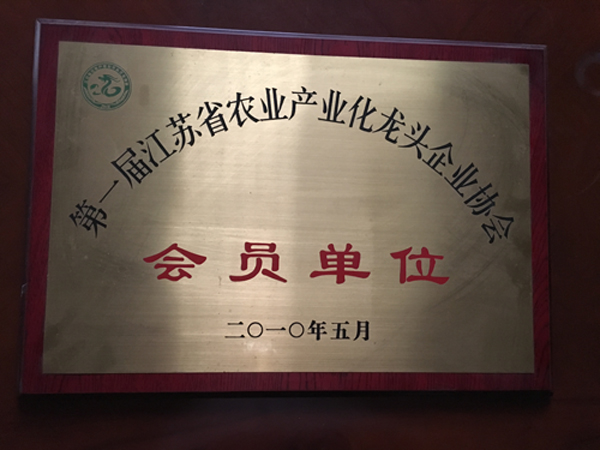 第一届江苏省农业产业化龙头企业协会
会员单位
二〇一〇年五月